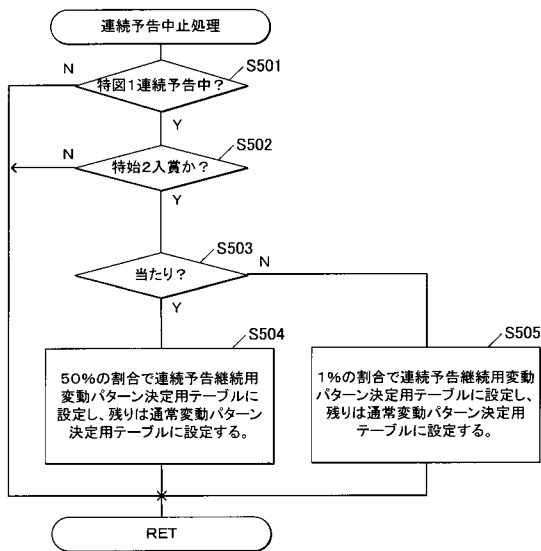 連続予告中止処理
S501
N
特図1連続予告中?
Y
S502
N
特始2入賞か?
Y
S503
N
当たり?
Y
S504
50%の割合で連続予告継続用
変動パターン決定用テーブルに
設定し、残りは通常変動パターン
決定用テーブルに設定する。
S505
1%の割合で連続予告継続用変動
パターン決定用テーブルに設定し、
残りは通常変動パターン決定用
テーブルに設定する。
RET